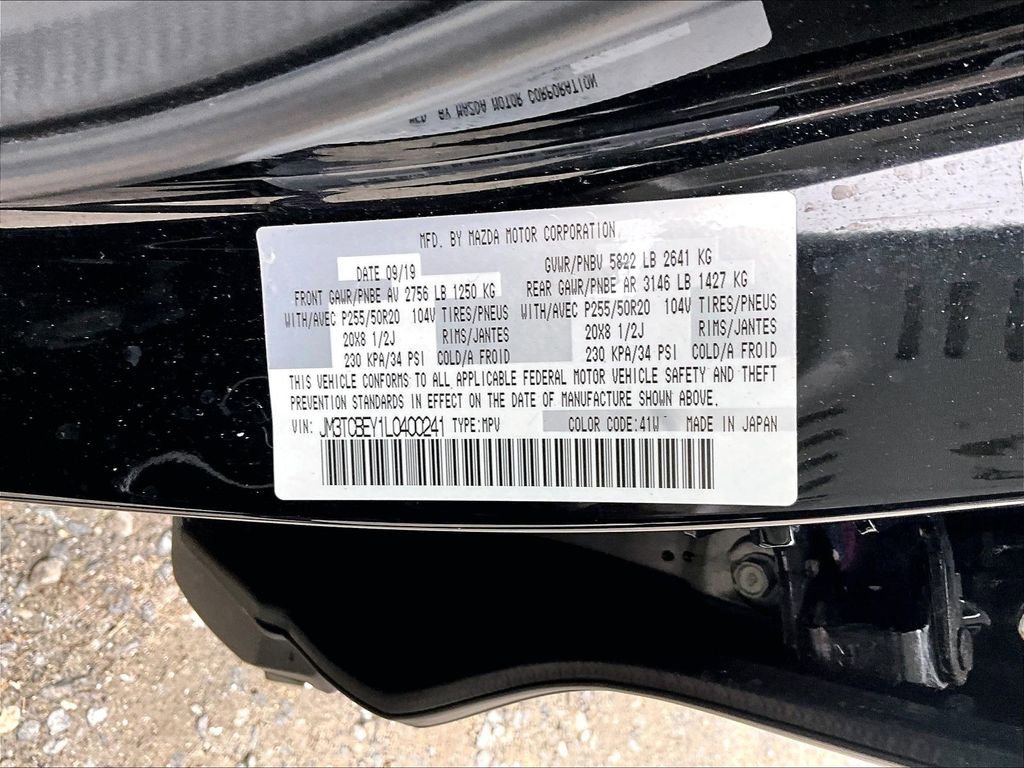 MFD. BY MAZDA MOTOR CORPORATION
MFD. BY MAZDA MOTOR CORPORATION
DATE 09/19 GVWR/PNBV 5822 LB 2641 KG
FRONT GAWR/PNBE AV 2756 LB 1250 KG REAR GAWR/PNBE AR 3146 LB 1427 KG
WITH/AVEC P255/50R20 104V TIRES/PNEUS WITH/AVEC P255/50R20 104V TIRES/PNEUS
20X8 1/2J RIMS/JANTES 20X8 1/2J RIMS/JANTES
230 KPA/34 PSI COLD/A FROID 230 KPA/34 PSI COLD/A FROID
THIS VEHICLE CONFORMS TO ALL APPLICABLE FEDERAL MOTOR VEHICLE SAFETY AND THEFT
PREVENTION STANDARDS IN EFFECT ON THE DATE OF MANUFACTURE SHOWN ABOVE.
VIN: JM3TCBEY1L0400241 TYPE:MPV COLOR CODE:41W MADE IN JAPAN